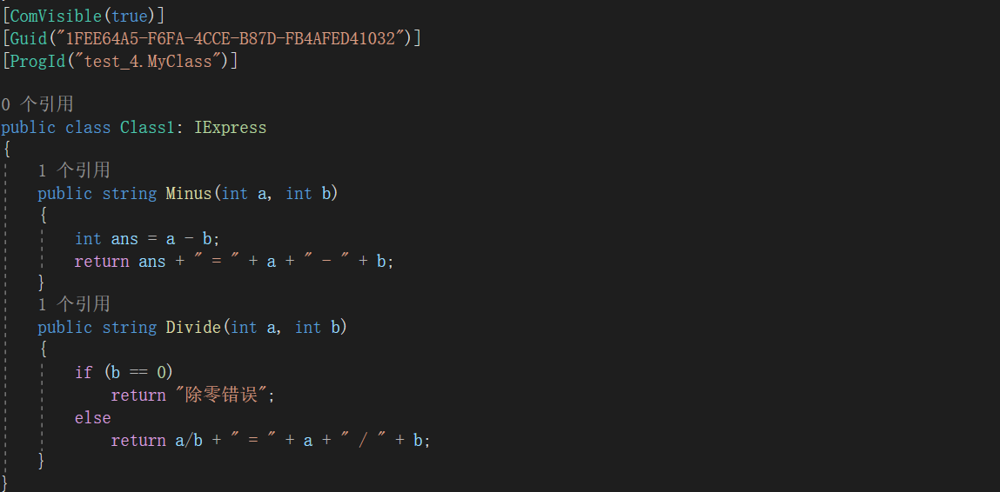 [ComVisible(true)]
[Guid("1FEE64A5-F6FA-4CCE-B87D-FB4AFED41032")]
[ProgId("test_4.MyClass")]
0 个引用
public class Class1: IExpress
{
1 个引用
public string Minus(int a, int b)
{
int ans = a - b;
return ans + " = " + a + " - " + b;
}
1 个引用
public string Divide(int a, int b)
{
if (b == 0)
return "除零错误";
else
return a/b + " = " + a + " / " + b;
}
}